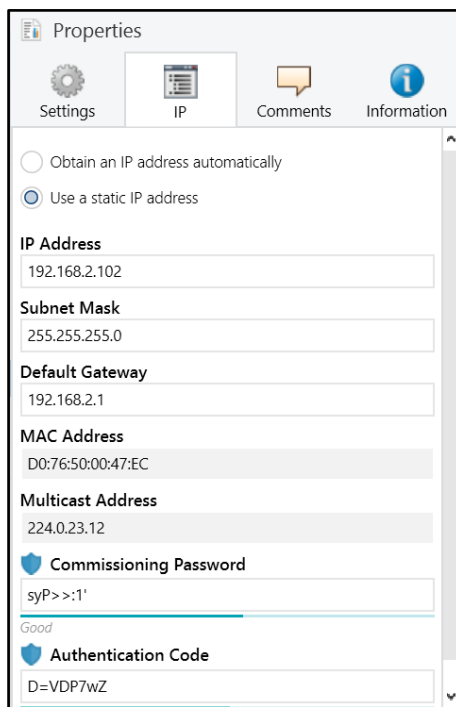 Properties
Settings IP Comments Information
Obtain an IP address automatically
Use a static IP address
IP Address
192.168.2.102
Subnet Mask
255.255.255.0
Default Gateway
192.168.2.1
MAC Address
D0:76:50:00:47:EC
Multicast Address
224.0.23.12
Commissioning Password
syP>>:1'
Good
Authentication Code
D=VDP7wZ